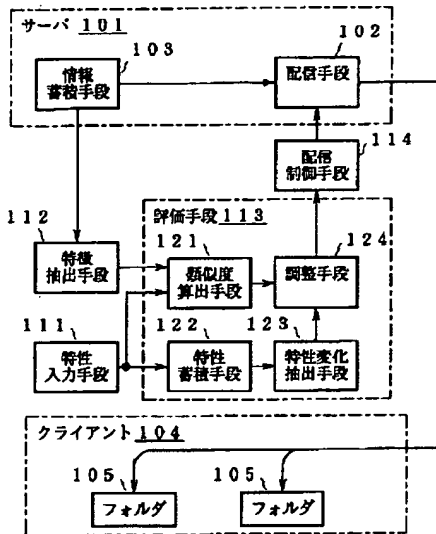 サーバ 101
103
102
情報
蓄積手段
配信手段
114
配信
制御手段
112
評価手段113
121
124
特徴
抽出手段
類似度
算出手段
調整手段
111
122
123
特性
入力手段
特性
蓄積手段
特性変化
抽出手段
クライアント 104
105
105
フォルダ
フォルダ